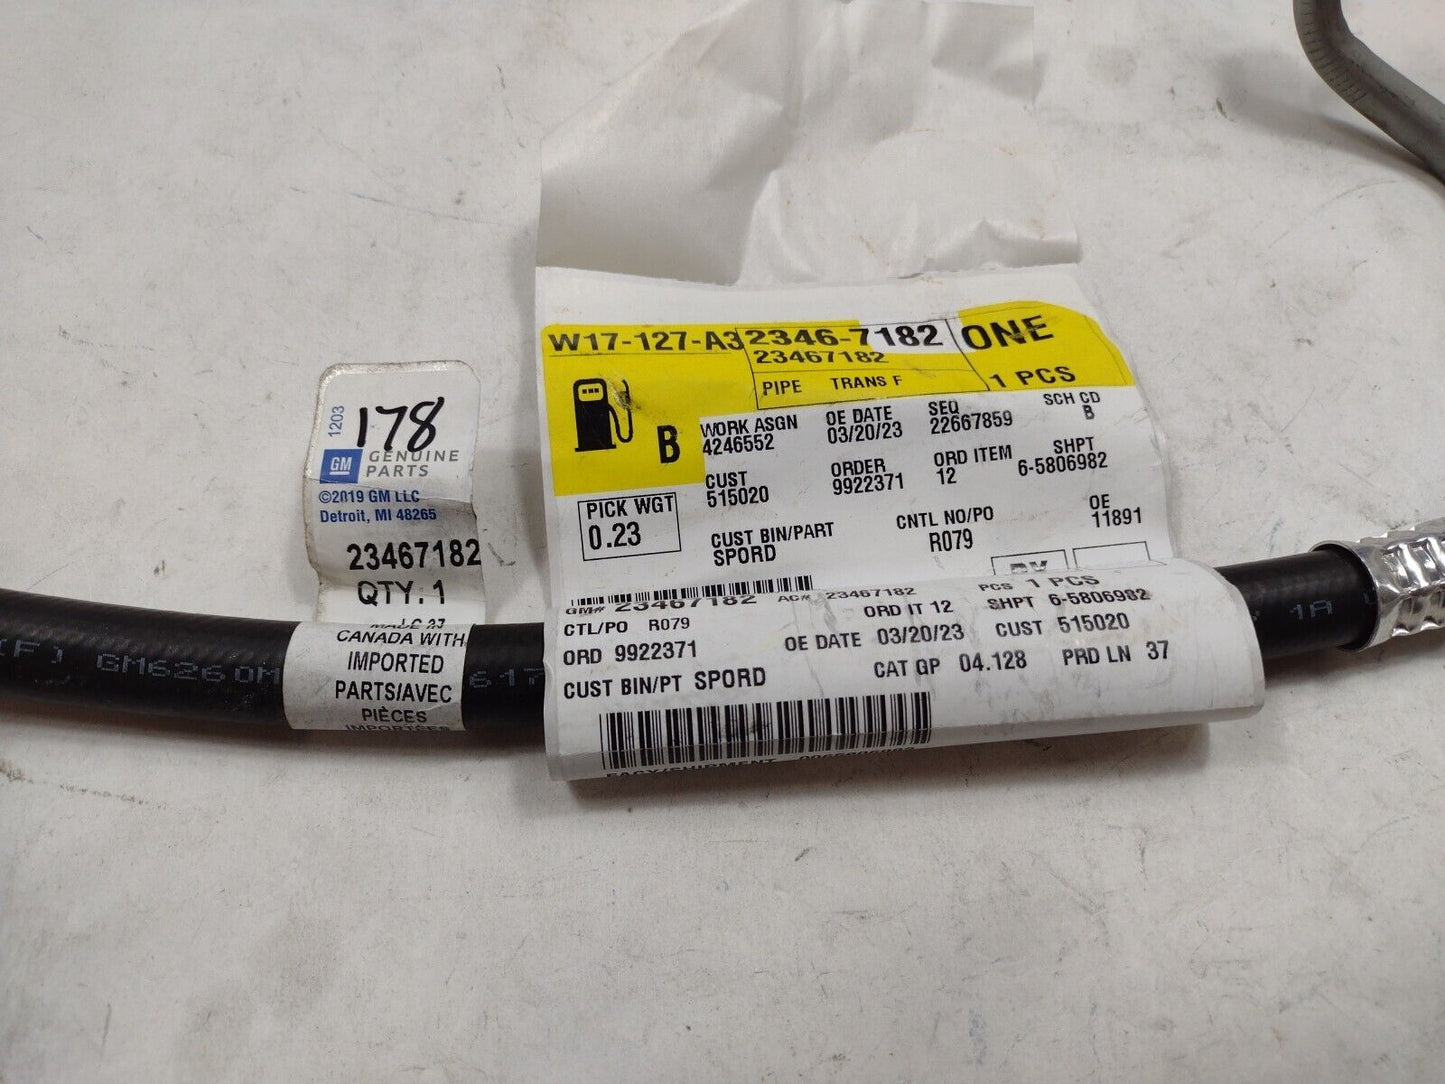 W17-127-A3
2346-7182
ONE
23467182
1 PCS
PIPE TRANS F
B
WORK ASGN
4246552
OE DATE
03/20/23
SEQ
22667859
SCH CD
B
CUST
515020
ORDER
9922371
ORD ITEM
12
SHPT
6-5806982
PICK WGT
0.23
CUST BIN/PART
SPORD
CNTL NO/PO
R079
OE
11891
GM# 23467182 AC# 23467182 PCS 1 PCS
CTL/PO R079 ORD IT 12 SHPT 6-5806982
ORD 9922371 OE DATE 03/20/23 CUST 515020
CUST BIN/PT SPORD CAT GP 04.128 PRD LN 37
1203
178
GM GENUINE
PARTS
©2019 GM LLC
Detroit, MI 48265
23467182
QTY: 1
CANADA WITH
IMPORTED
PARTS/AVEC
PIÈCES
IMPORTÉES
(F) GM6260M
617
1A